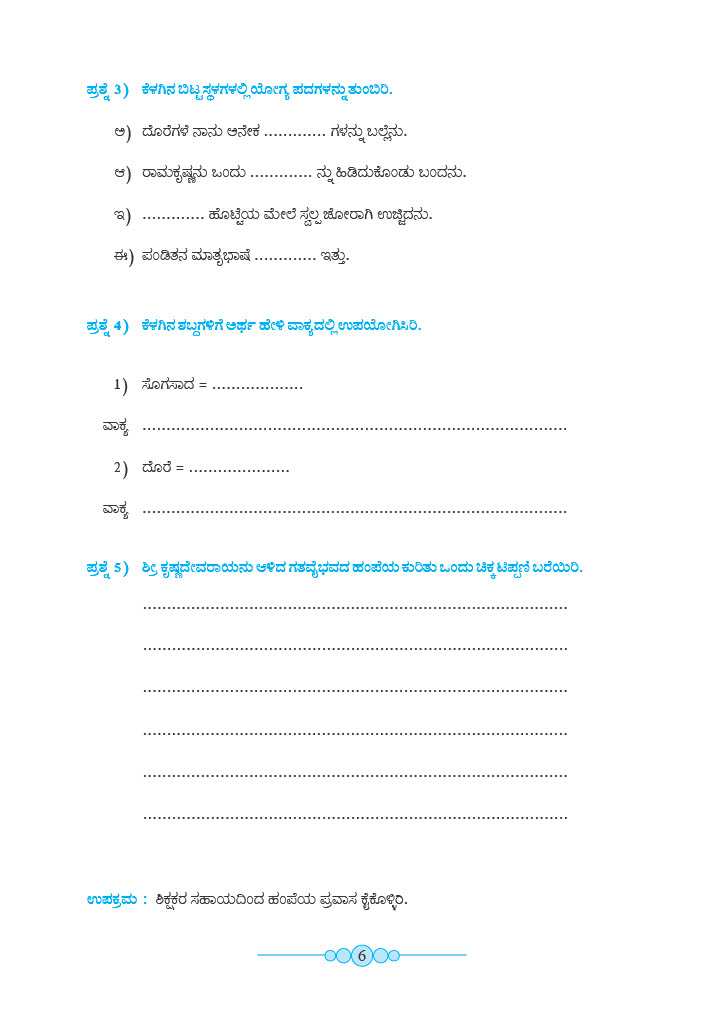 ಪ್ರಶ್ನೆ 3) ಕೆಳಗಿನ ಬಿಟ್ಟಸ್ಥಳಗಳಲ್ಲಿ ಯೋಗ್ಯ ಪದಗಳನ್ನು ತುಂಬಿರಿ.
ಅ) ದೊರೆಗಳೆ ನಾನು ಅನೇಕ ............. ಗಳನ್ನು ಬಲ್ಲೆನು.
ಆ) ರಾಮಕೃಷ್ಣನು ಒಂದು ............. ನ್ನು ಹಿಡಿದುಕೊಂಡು ಬಂದನು.
ಇ) ............. ಹೊಟ್ಟೆಯ ಮೇಲೆ ಸ್ವಲ್ಪ ಜೋರಾಗಿ ಉಜ್ಜಿದನು.
ಈ) ಪಂಡಿತನ ಮಾತೃಭಾಷೆ ............. ಇತ್ತು.
ಪ್ರಶ್ನೆ 4) ಕೆಳಗಿನ ಶಬ್ದಗಳಿಗೆ ಅರ್ಥ ಹೇಳಿ ವಾಕ್ಯದಲ್ಲಿ ಉಪಯೋಗಿಸಿರಿ.
1) ಸೊಗಸಾದ = ...................
ವಾಕ್ಯ ........................................................................................
2) ದೊರೆ = .....................
ವಾಕ್ಯ ........................................................................................
ಪ್ರಶ್ನೆ 5) ಶ್ರೀ ಕೃಷ್ಣದೇವರಾಯನು ಆಳಿದ ಗತವೈಭವದ ಹಂಪೆಯ ಕುರಿತು ಒಂದು ಚಿಕ್ಕ ಟಿಪ್ಪಣಿ ಬರೆಯಿರಿ.
........................................................................................
........................................................................................
........................................................................................
........................................................................................
........................................................................................
........................................................................................
ಉಪಕ್ರಮ : ಶಿಕ್ಷಕರ ಸಹಾಯದಿಂದ ಹಂಪೆಯ ಪ್ರವಾಸ ಕೈಕೊಳ್ಳಿರಿ.
6